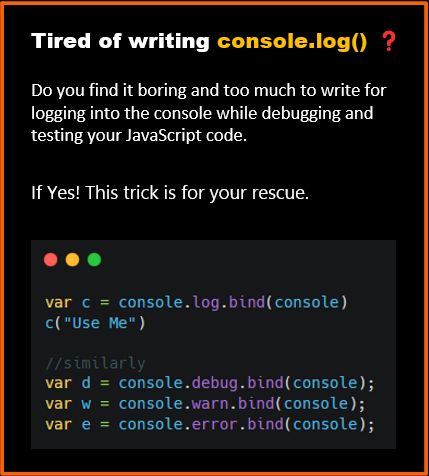 Tired of writing console.log() ❓
Do you find it boring and too much to write for
logging into the console while debugging and
testing your JavaScript code.
If Yes! This trick is for your rescue.
var c = console.log.bind(console)
c("Use Me")
//similarly
var d = console.debug.bind(console);
var w = console.warn.bind(console);
var e = console.error.bind(console);